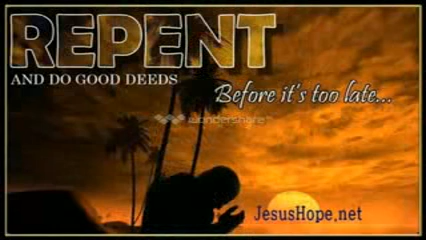 REPENT
AND DO GOOD DEEDS
Before it's too late...
wondershare
JesusHope.net